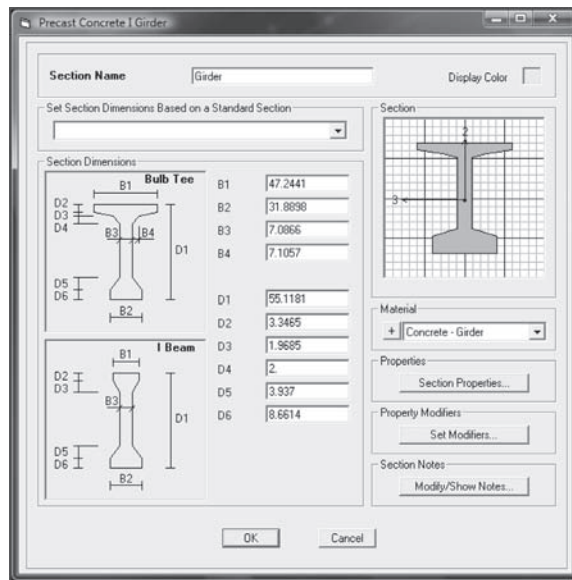 Precast Concrete I Girder
Section Name Girder Display Color
Set Section Dimensions Based on a Standard Section
Section
2
3
Section Dimensions
Bulb Tee
B1
D2
D3
D4
B3 B4
D1
D5
D6
B2
I Beam
B1
D2
D3
B3
D1
D5
D6
B2
B1 47.2441
B2 31.8898
B3 7.0866
B4 7.1057
D1 55.1181
D2 3.3465
D3 1.9685
D4 2.
D5 3.937
D6 8.6614
Material
+ Concrete - Girder
Properties
Section Properties...
Property Modifiers
Set Modifiers...
Section Notes
Modify/Show Notes...
OK Cancel